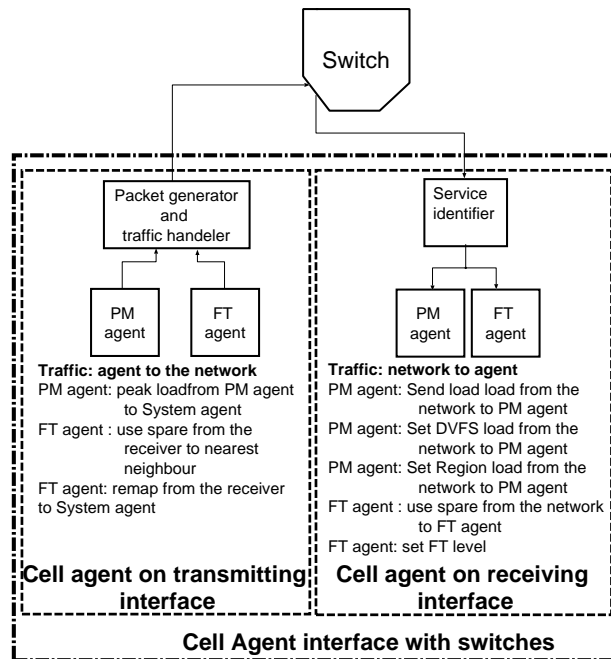 Switch
Packet generator
and
traffic handeler
PM
agent
FT
agent
Traffic: agent to the network
PM agent: peak loadfrom PM agent
to System agent
FT agent : use spare from the
receiver to nearest
neighbour
FT agent: remap from the receiver
to System agent
Cell agent on transmitting
interface
Service
identifier
PM
agent
FT
agent
Traffic: network to agent
PM agent: Send load load from the
network to PM agent
PM agent: Set DVFS load from the
network to PM agent
PM agent: Set Region load from the
network to PM agent
FT agent : use spare from the network
to FT agent
FT agent: set FT level
Cell agent on receiving
interface
Cell Agent interface with switches